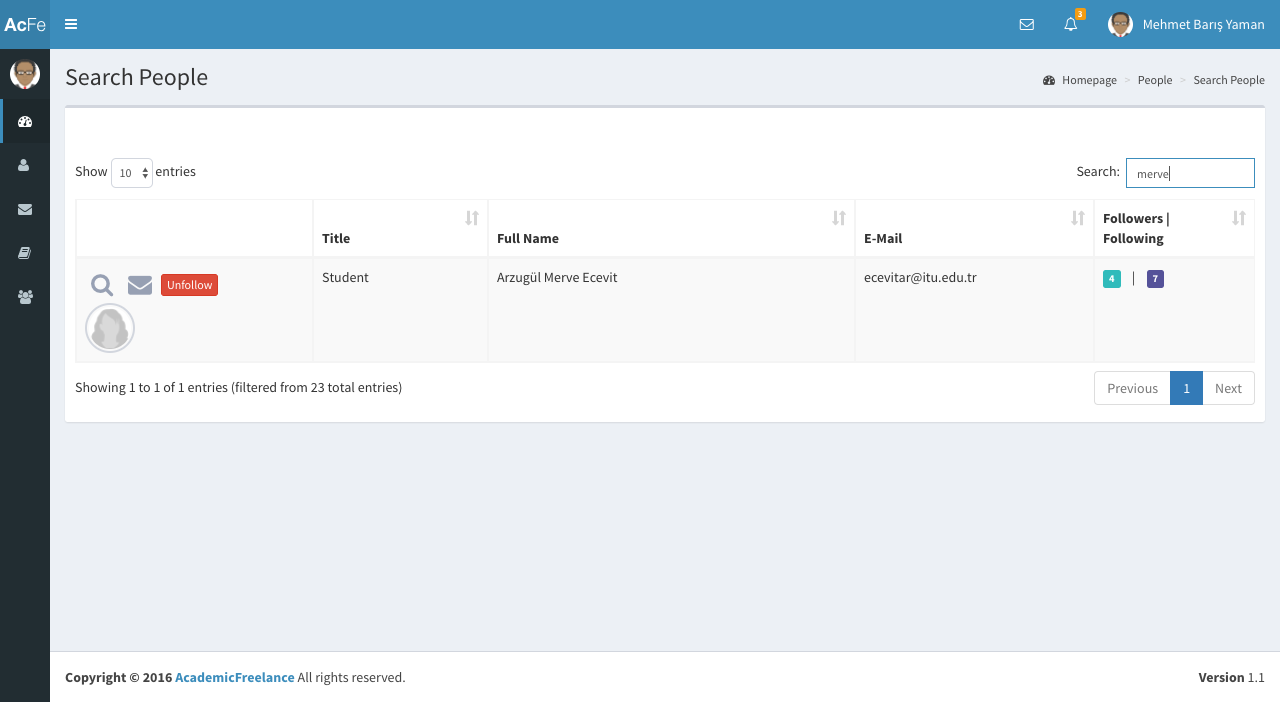 AcFe
3
Mehmet Barış Yaman
Search People
Homepage > People > Search People
Show 10 entries
Search: merve
Title
Full Name
E-Mail
Followers |
Following
Unfollow
Student
Arzugül Merve Ecevit
ecevitar@itu.edu.tr
4 | 7
Showing 1 to 1 of 1 entries (filtered from 23 total entries)
Previous 1 Next
Copyright © 2016 AcademicFreelance All rights reserved.
Version 1.1